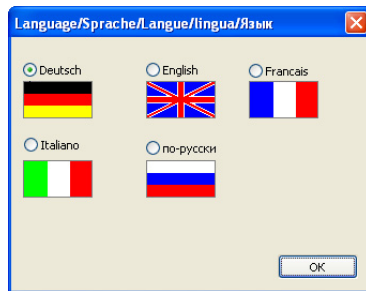 Language/Sprache/Langue/lingua/Язык
Deutsch English Francais
Italiano по-русски
OK